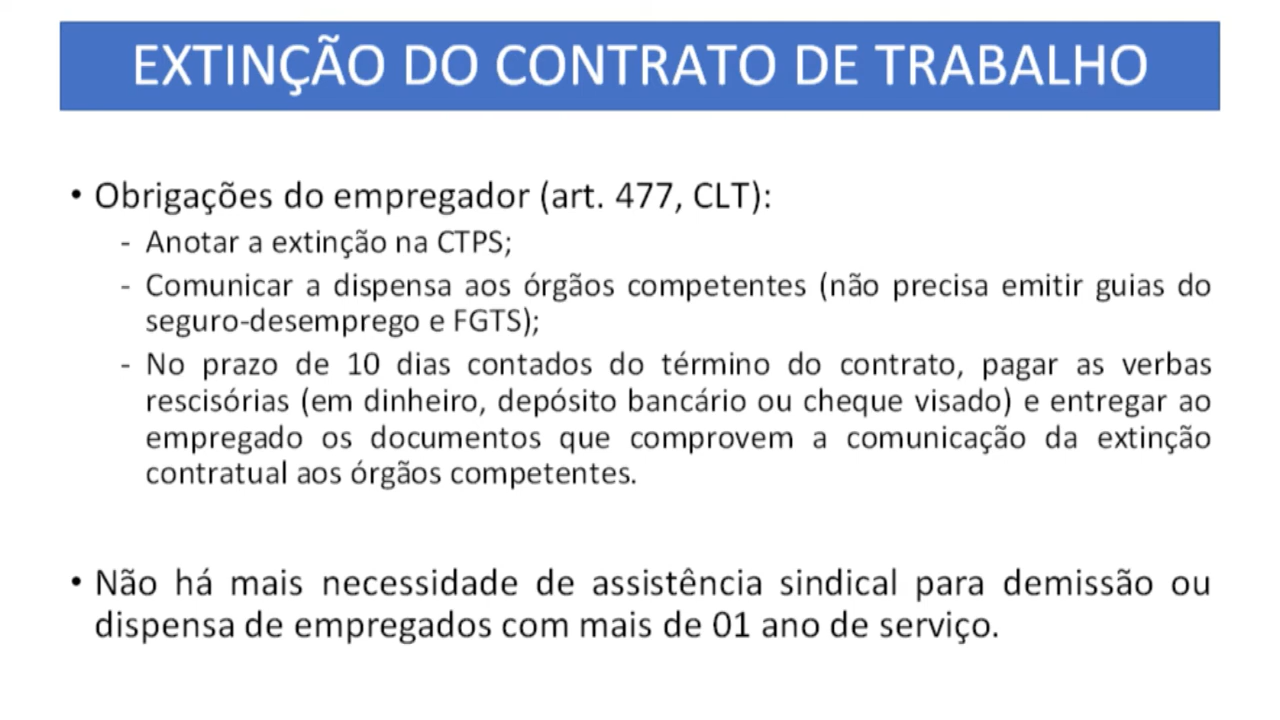 EXTINÇÃO DO CONTRATO DE TRABALHO
• Obrigações do empregador (art. 477, CLT):
- Anotar a extinção na CTPS;
- Comunicar a dispensa aos órgãos competentes (não precisa emitir guias do
seguro-desemprego e FGTS);
- No prazo de 10 dias contados do término do contrato, pagar as verbas
rescisórias (em dinheiro, depósito bancário ou cheque visado) e entregar ao
empregado os documentos que comprovem a comunicação da extinção
contratual aos órgãos competentes.
• Não há mais necessidade de assistência sindical para demissão ou
dispensa de empregados com mais de 01 ano de serviço.